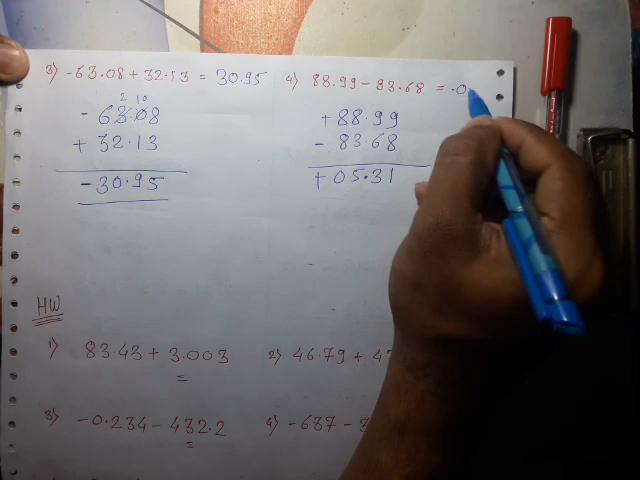 3) -63.08 + 32.13 = 30.95
4) 88.99 - 83.68 = .0
2 10
- 63.08
+ 32.13
- 30.95
+ 88.99
- 83.68
+ 05.31
HW
1) 83.43 + 3.003
2) 46.79 + 4
3) -0.234 - 432.2
4) -637 - 3